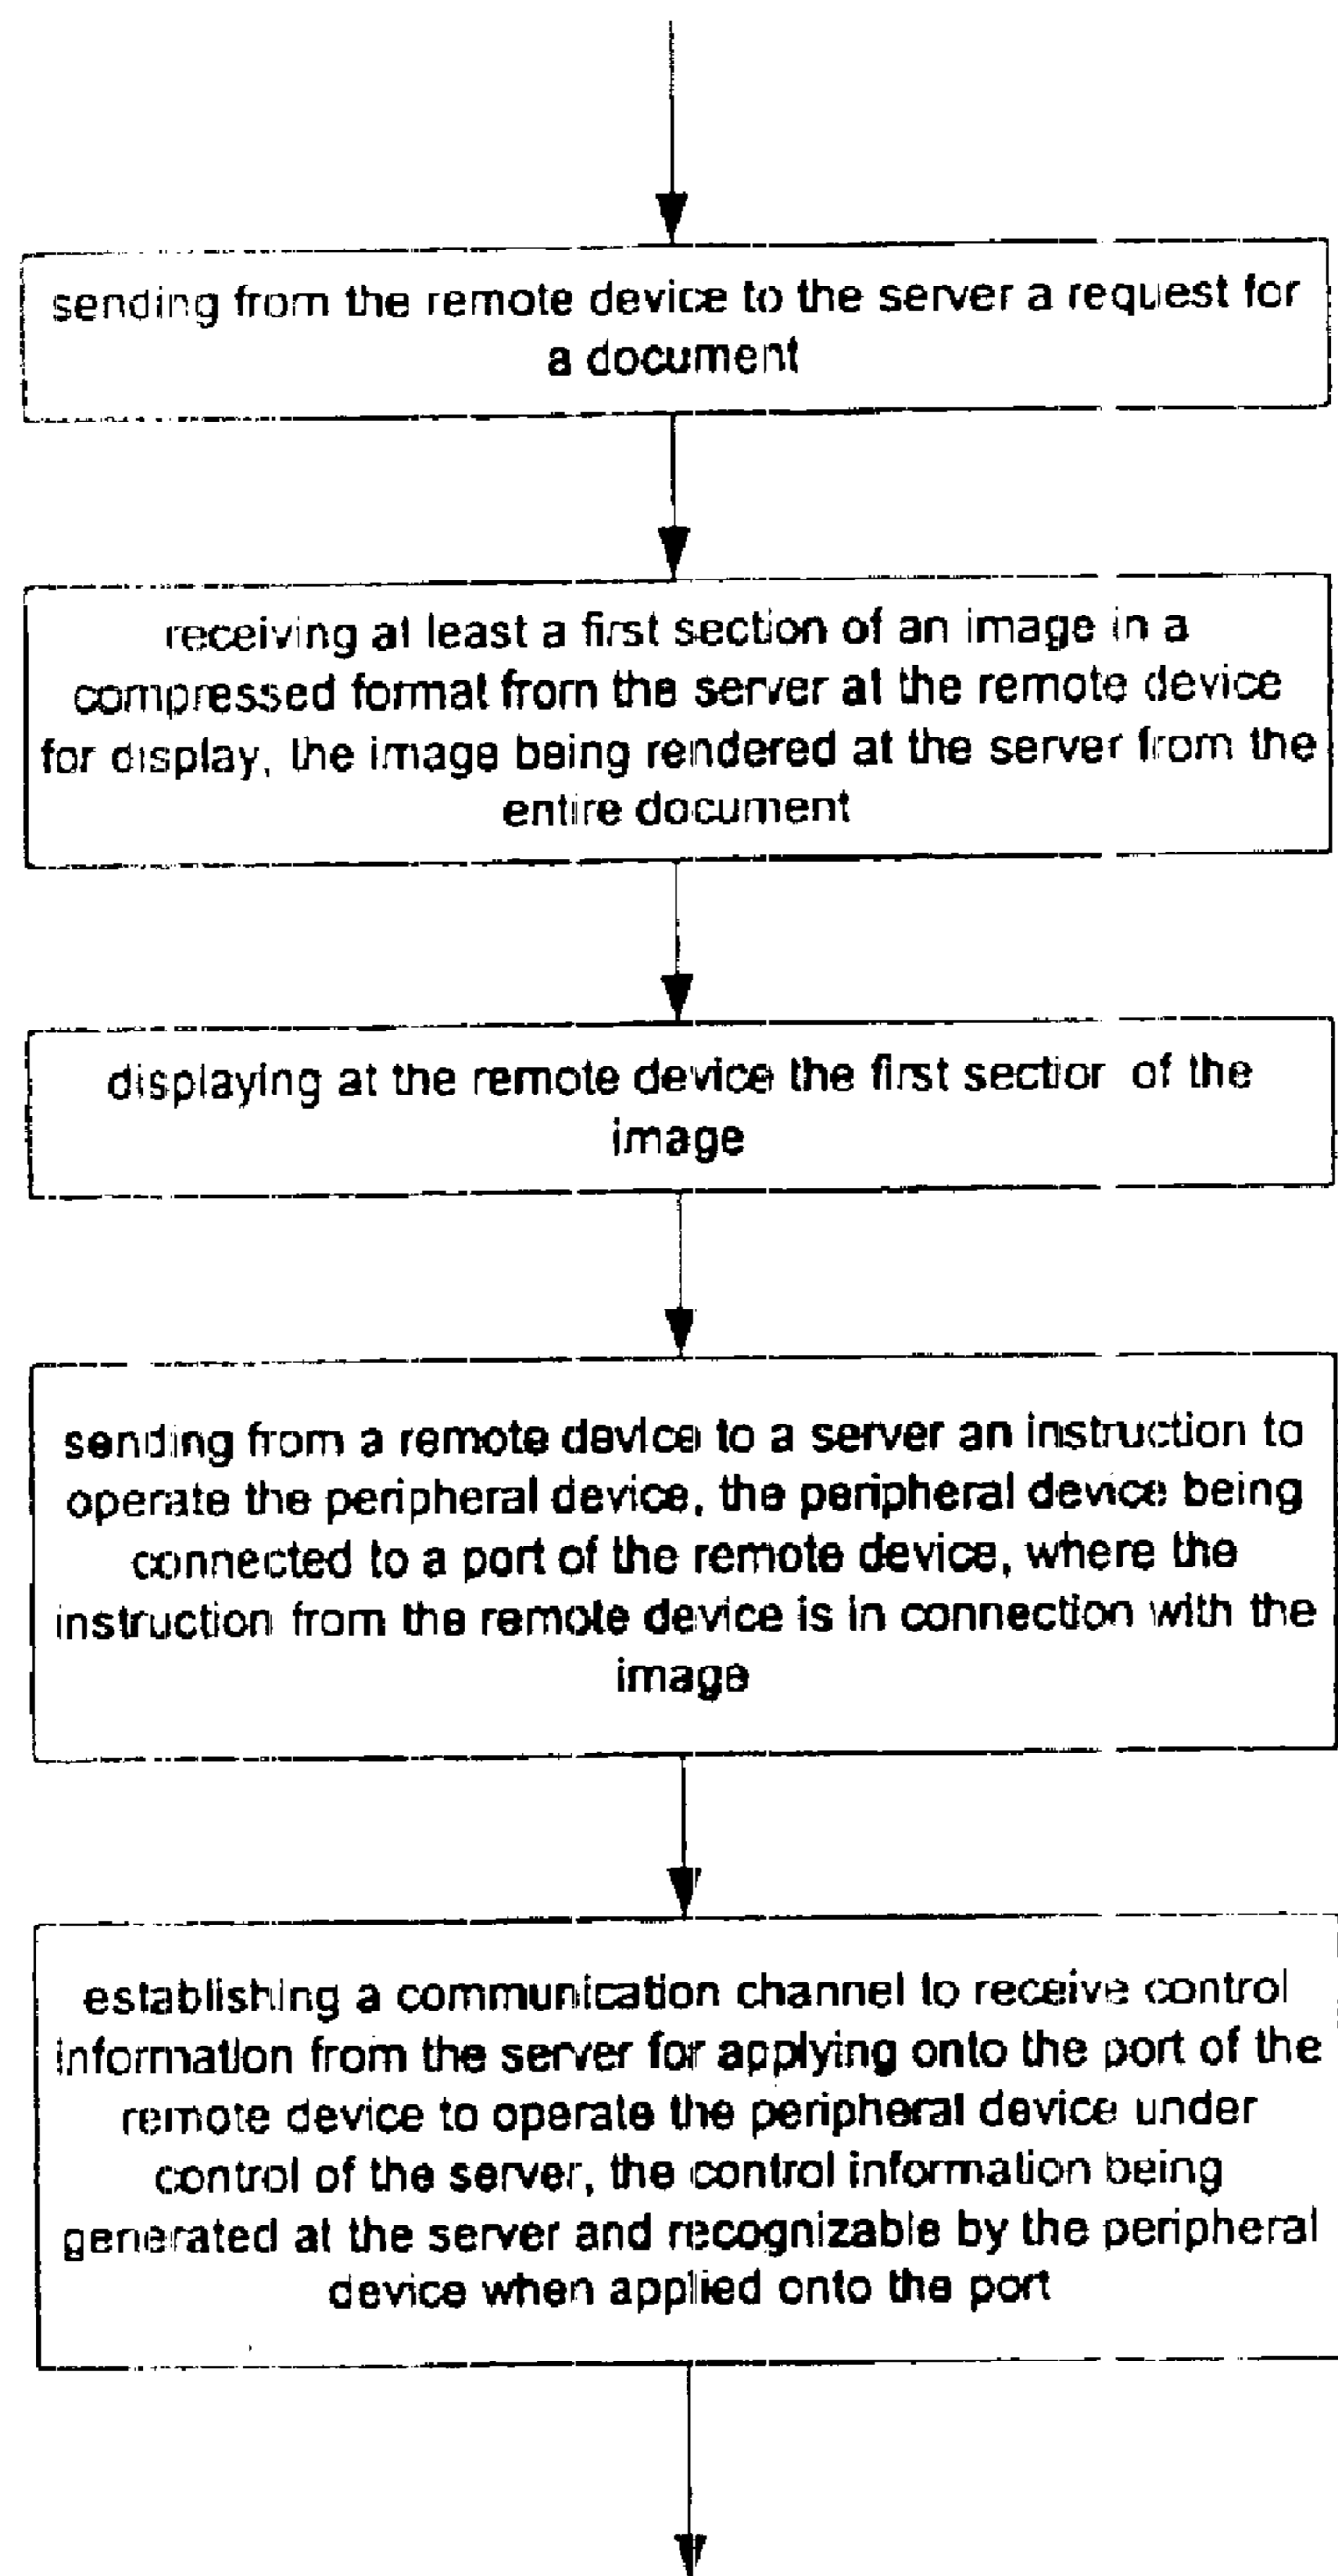 sending from the remote device to the server a request for
a document
receiving at least a first section of an image in a
compressed format from the server at the remote device
for display, the image being rendered at the server from the
entire document
displaying at the remote device the first section of the
image
sending from a remote device to a server an instruction to
operate the peripheral device, the peripheral device being
connected to a port of the remote device, where the
instruction from the remote device is in connection with the
image
establishing a communication channel to receive control
information from the server for applying onto the port of the
remote device to operate the peripheral device under
control of the server, the control information being
generated at the server and recognizable by the peripheral
device when applied onto the port